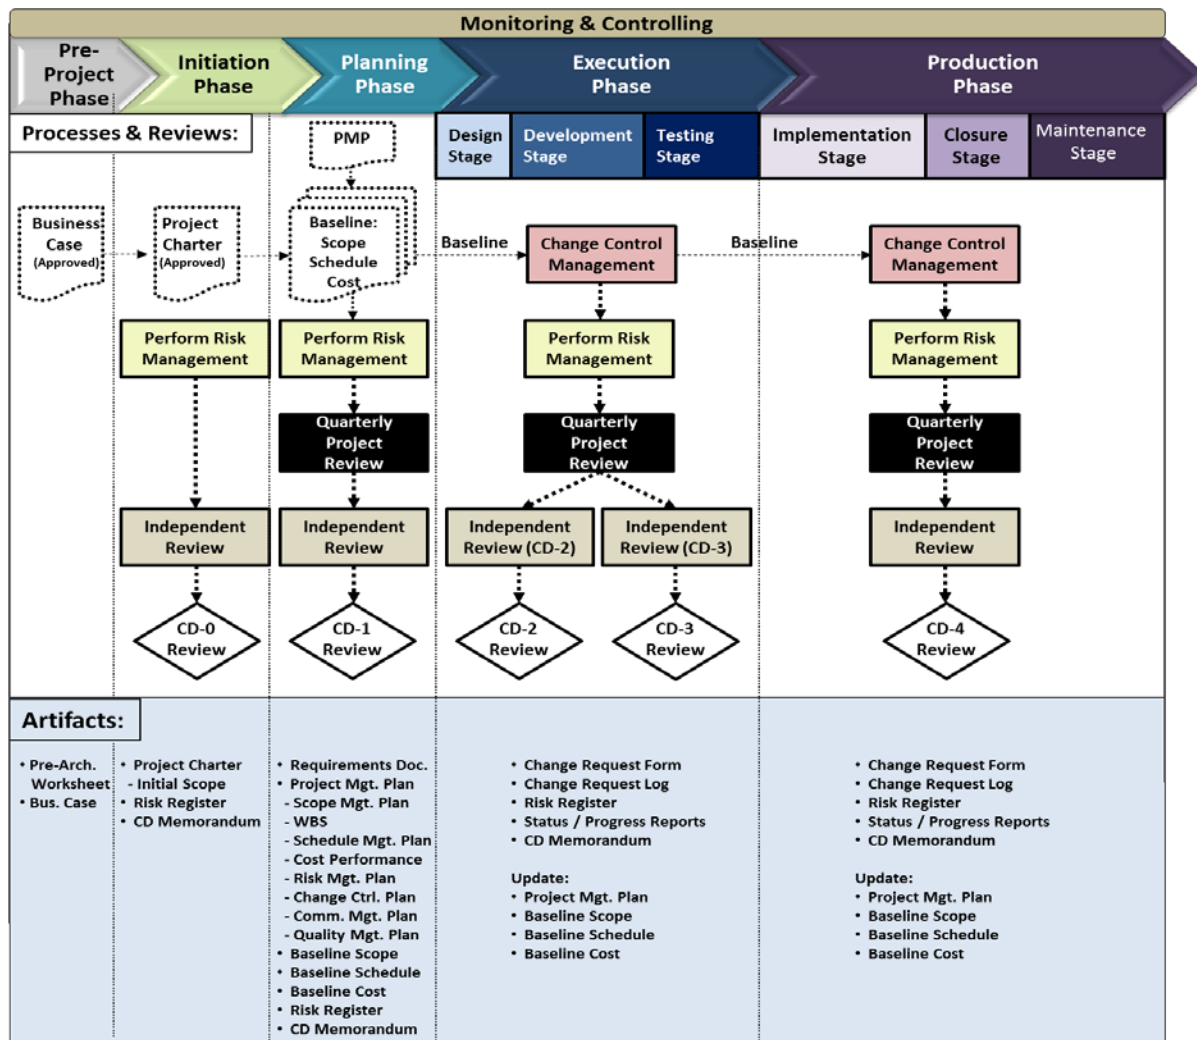 Monitoring & Controlling
Pre-
Project
Phase
Initiation
Phase
Planning
Phase
Execution
Phase
Production
Phase
Processes & Reviews:
PMP
Design
Stage
Development
Stage
Testing
Stage
Implementation
Stage
Closure
Stage
Maintenance
Stage
Business
Case
(Approved)
Project
Charter
(Approved)
Baseline:
Scope
Schedule
Cost
Baseline
Change Control
Management
Baseline
Change Control
Management
Perform Risk
Management
Perform Risk
Management
Perform Risk
Management
Perform Risk
Management
Quarterly
Project
Review
Quarterly
Project
Review
Quarterly
Project
Review
Independent
Review
Independent
Review
Independent
Review (CD-2)
Independent
Review (CD-3)
Independent
Review
CD-0
Review
CD-1
Review
CD-2
Review
CD-3
Review
CD-4
Review
Artifacts:
• Pre-Arch.
Worksheet
• Bus. Case
• Project Charter
- Initial Scope
• Risk Register
• CD Memorandum
• Requirements Doc.
• Project Mgt. Plan
- Scope Mgt. Plan
- WBS
- Schedule Mgt. Plan
- Cost Performance
- Risk Mgt. Plan
- Change Ctrl. Plan
- Comm. Mgt. Plan
- Quality Mgt. Plan
• Baseline Scope
• Baseline Schedule
• Baseline Cost
• Risk Register
• CD Memorandum
• Change Request Form
• Change Request Log
• Risk Register
• Status / Progress Reports
• CD Memorandum
Update:
• Project Mgt. Plan
• Baseline Scope
• Baseline Schedule
• Baseline Cost
• Change Request Form
• Change Request Log
• Risk Register
• Status / Progress Reports
• CD Memorandum
Update:
• Project Mgt. Plan
• Baseline Scope
• Baseline Schedule
• Baseline Cost